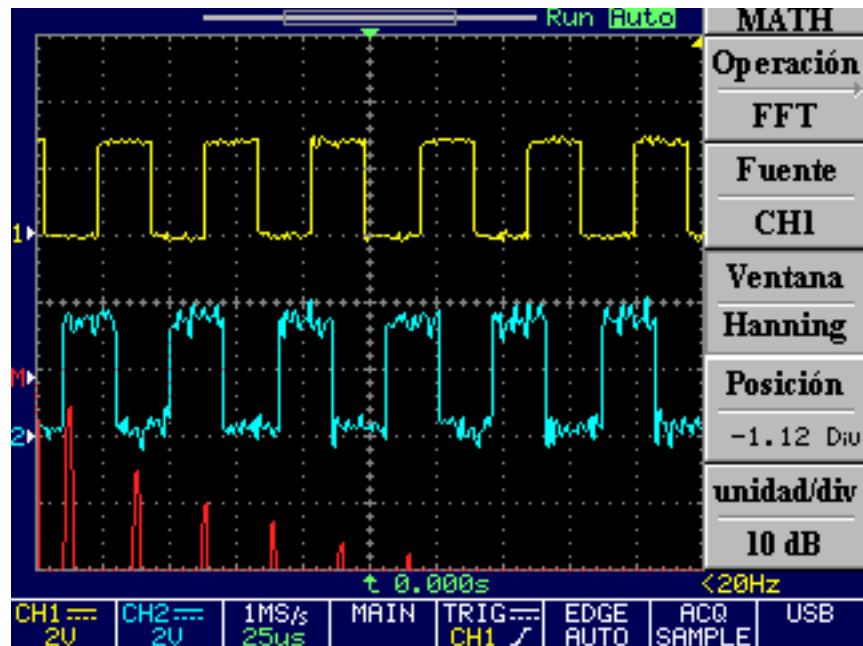 Run Auto
MATH
Operación
FFT
Fuente
CH1
Ventana
Hanning
Posición
-1.12 Div
unidad/div
10 dB
1
M
2
0.000s
<20Hz
CH1 CH2 1MS/s MAIN TRIG EDGE ACQ USB
2V 2V 25us CH1 AUTO SAMPLE